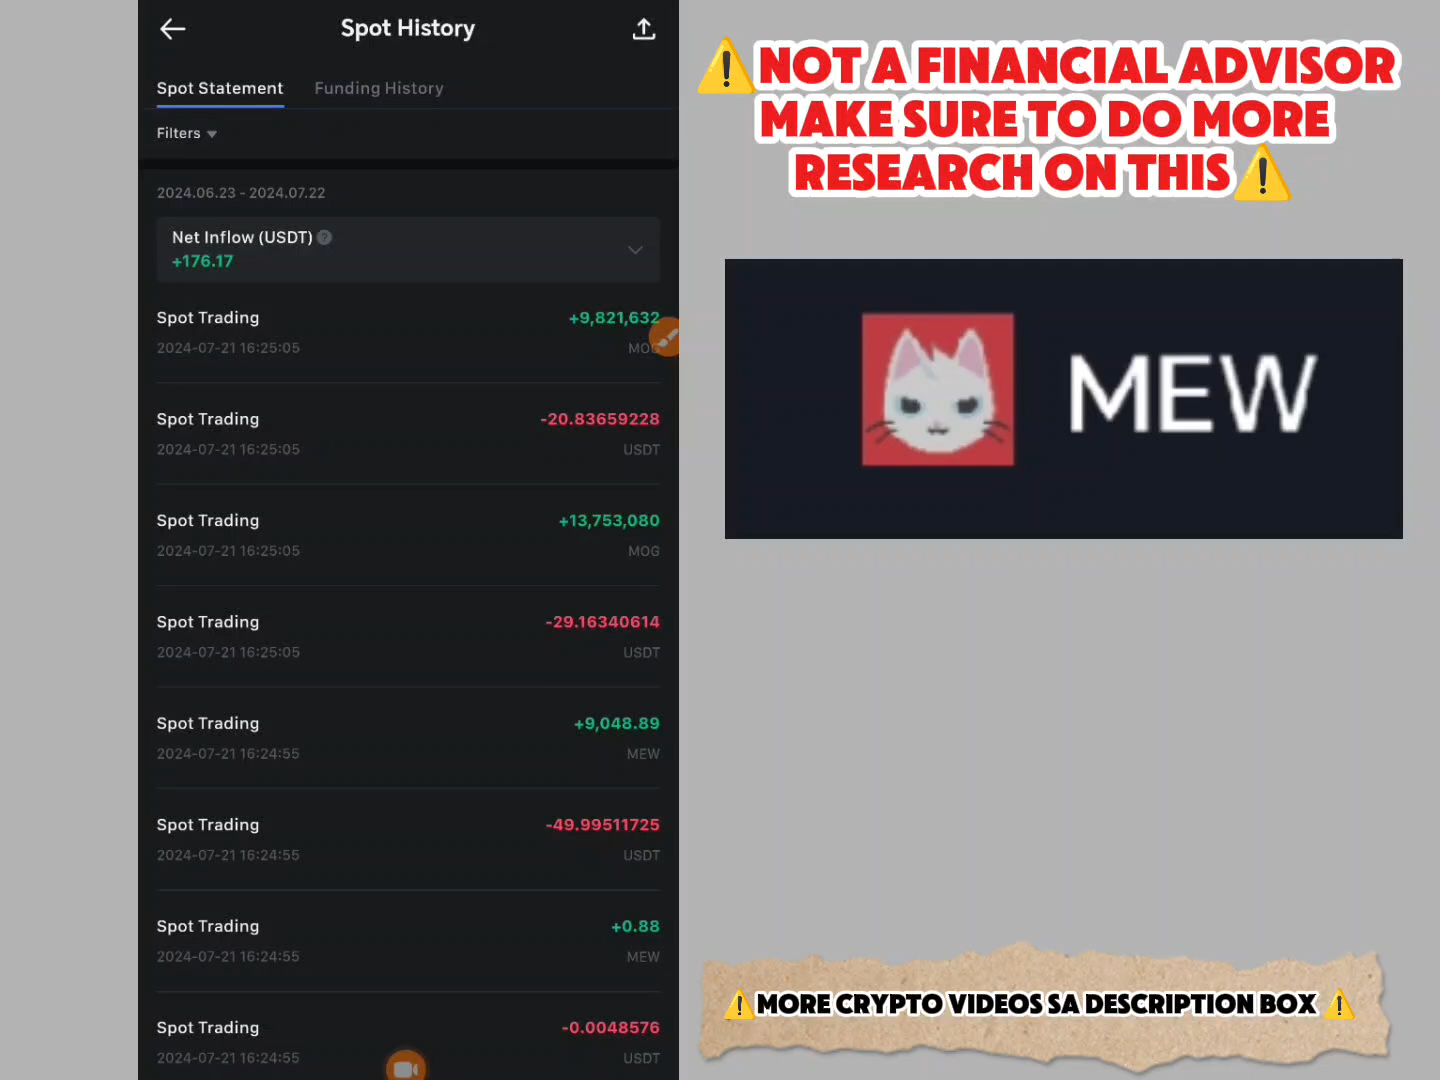 Spot History
Spot Statement
Funding History
Filters
2024.06.23 - 2024.07.22
Net Inflow (USDT) ?
+176.17
Spot Trading
+9,821,632
2024-07-21 16:25:05
MOG
Spot Trading
-20.83659228
2024-07-21 16:25:05
USDT
Spot Trading
+13,753,080
2024-07-21 16:25:05
MOG
Spot Trading
-29.16340614
2024-07-21 16:25:05
USDT
Spot Trading
+9,048.89
2024-07-21 16:24:55
MEW
Spot Trading
-49.99511725
2024-07-21 16:24:55
USDT
Spot Trading
+0.88
2024-07-21 16:24:55
MEW
Spot Trading
-0.0048576
2024-07-21 16:24:55
USDT
⚠️NOT A FINANCIAL ADVISOR
MAKE SURE TO DO MORE
RESEARCH ON THIS⚠️
MEW
⚠️MORE CRYPTO VIDEOS SA DESCRIPTION BOX ⚠️